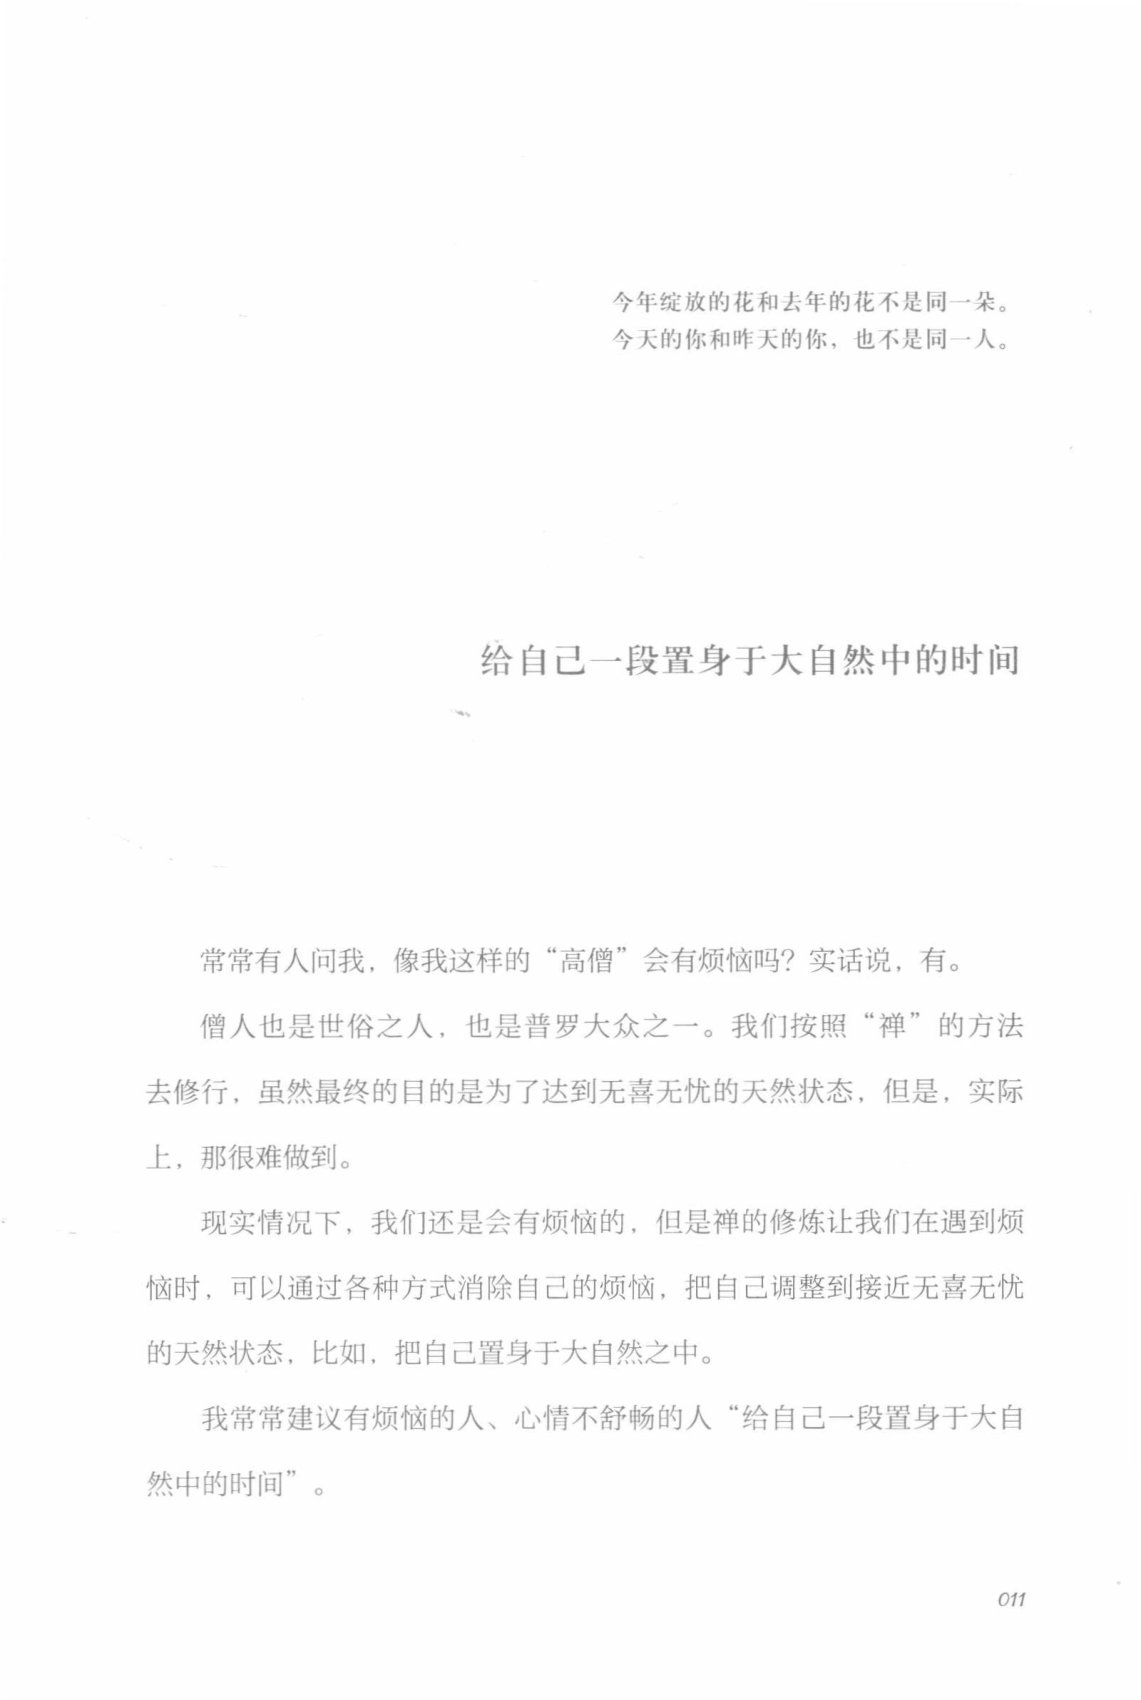 今年绽放的花和去年的花不是同一朵。
今天的你和昨天的你，也不是同一人。
给自己一段置身于大自然中的时间
常常有人问我，像我这样的“高僧”会有烦恼吗？实话说，有。
僧人也是世俗之人，也是普罗大众之一。我们按照“禅”的方法
去修行，虽然最终的目的是为了达到无喜无忧的天然状态，但是，实际
上，那很难做到。
现实情况下，我们还是会有烦恼的，但是禅的修炼让我们在遇到烦
恼时，可以通过各种方式消除自己的烦恼，把自己调整到接近无喜无忧
的天然状态，比如，把自己置身于大自然之中。
我常常建议有烦恼的人、心情不舒畅的人“给自己一段置身于大自
然中的时间”。
011